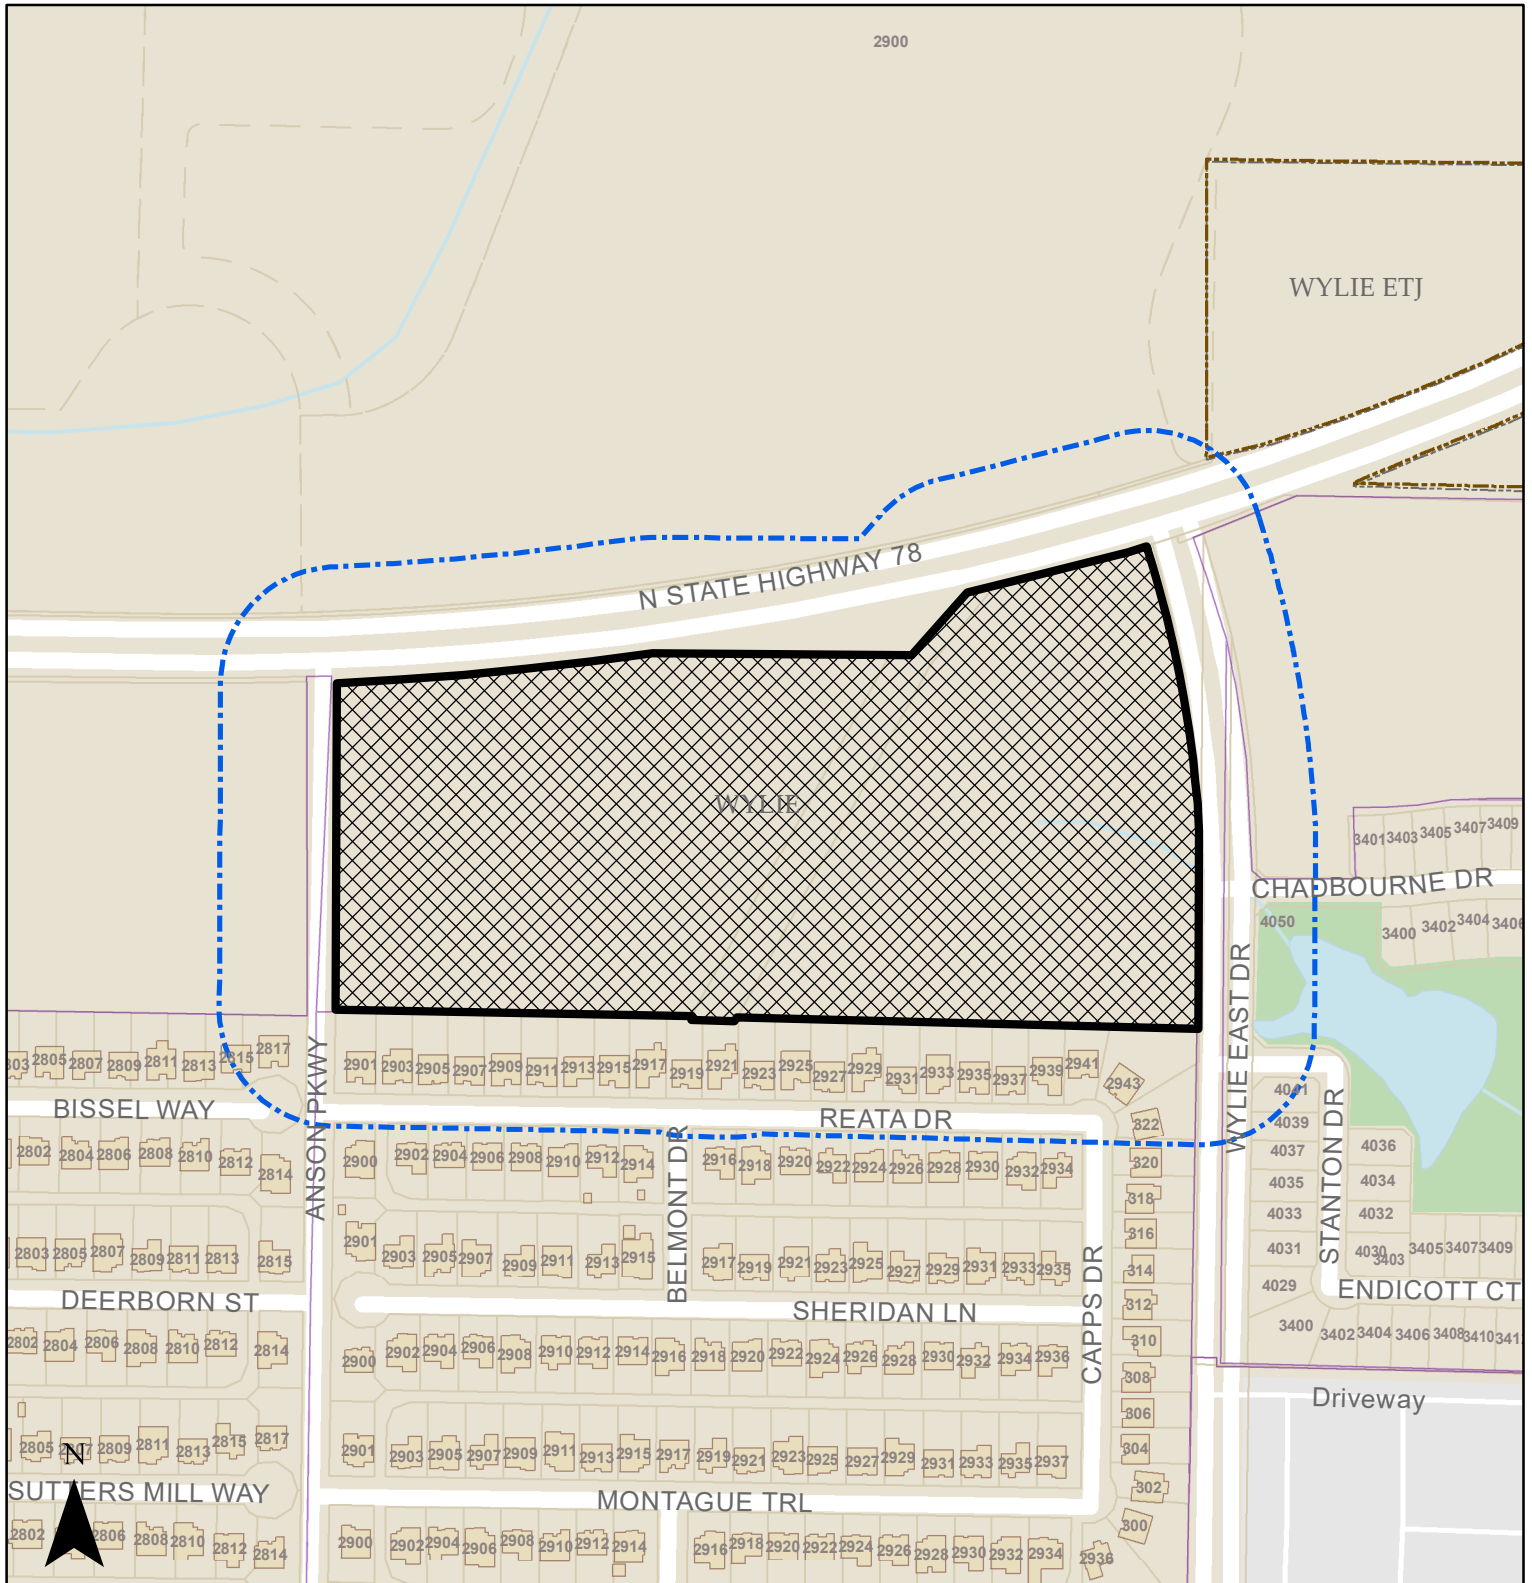 2900
WYLIE ETJ
N STATE HIGHWAY 78
WYLIE
3401 3403 3405 3407 3409
CHADBOURNE DR
4050
3400 3402 3404 3406
WYLIE EAST DR
2805 2807 2809 2811 2813 2815 2817
2901 2903 2905 2907 2909 2911 2913 2915 2917 2919 2921 2923 2925 2927 2929 2931 2933 2935 2937 2939 2941 2943
ANSON PKWY
BISSEL WAY
REATA DR
322
4041
4039
4037
4035
4033
4031
4029
STANTON DR
4036
4034
4032
4030
3403 3405 3407 3409
ENDICOTT CT
3400 3402 3404 3406 3408 3410
2802 2804 2806 2808 2810 2812 2814
2900 2902 2904 2906 2908 2910 2912 2914
BELMONT DR
2916 2918 2920 2922 2924 2926 2928 2930 2932 2934
320
318
316
314
312
310
308
306
304
302
300
2803 2805 2807 2809 2811 2813 2815
2901 2903 2905 2907 2909 2911 2913 2915
2917 2919 2921 2923 2925 2927 2929 2931 2933 2935
CAPPS DR
DEERBORN ST
SHERIDAN LN
2802 2804 2806 2808 2810 2812 2814
2900 2902 2904 2906 2908 2910 2912 2914 2916 2918 2920 2922 2924 2926 2928 2930 2932 2934 2936
Driveway
2805 2809 2811 2813 2815 2817
N
2901 2903 2905 2907 2909 2911 2913 2915 2917 2919 2921 2923 2925 2927 2929 2931 2933 2935 2937
SUTTERS MILL WAY
MONTAGUE TRL
2802 2806 2808 2810 2812 2814
2900 2902 2904 2906 2908 2910 2912 2914
2916 2918 2920 2922 2924 2926 2928 2930 2932 2934 2936